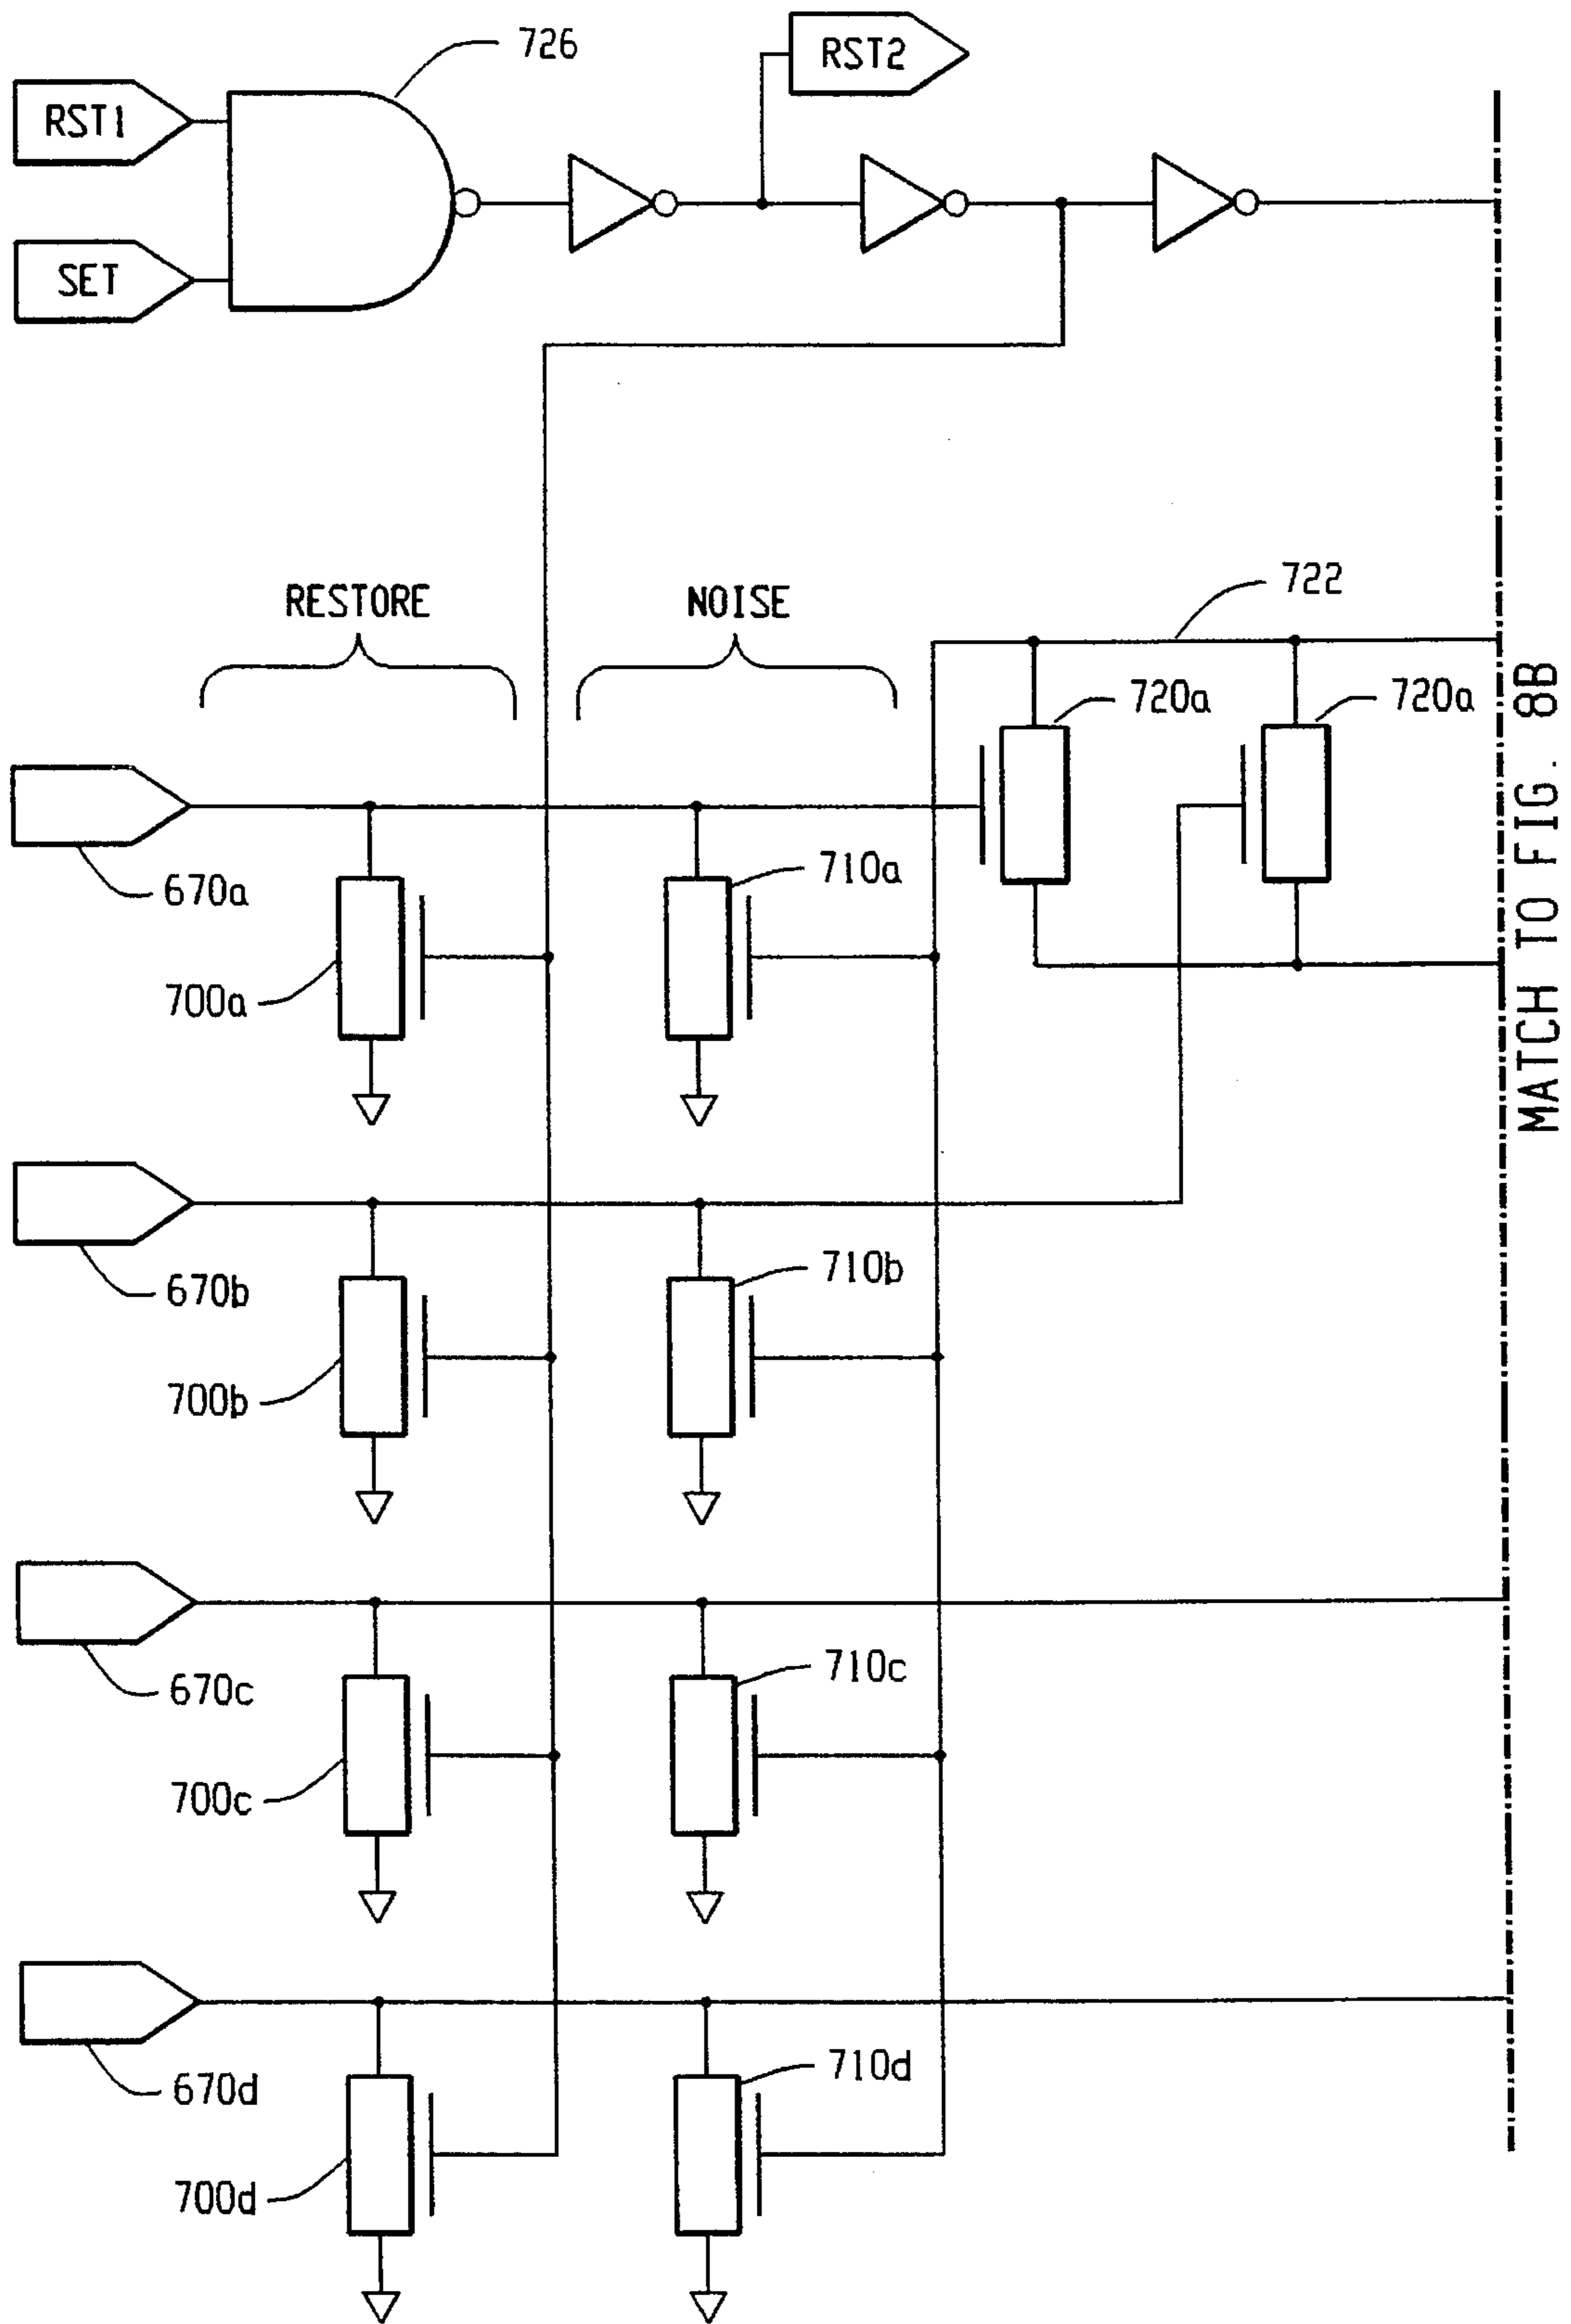 726
RST2
RST1
SET
RESTORE
NOISE
722
720a
720a
670a
710a
700a
MATCH TO FIG. 8B
670b
710b
700b
670c
710c
700c
670d
710d
700d